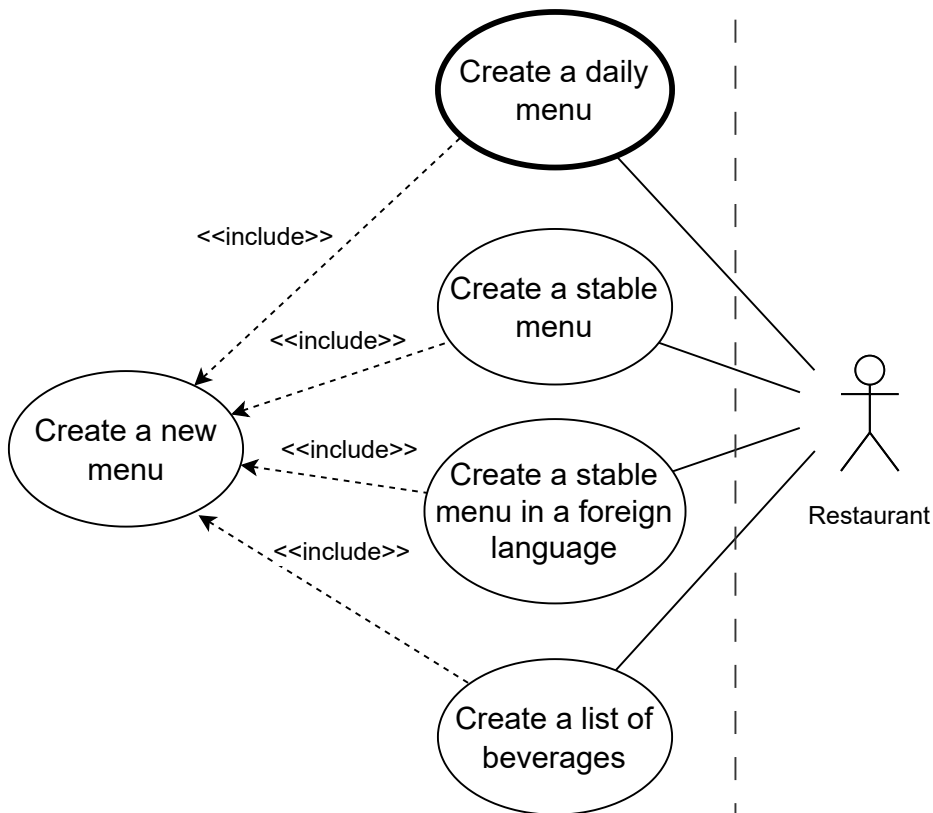 Create a daily
menu
<<include>>
Create a stable
menu
<<include>>
Create a new
menu
<<include>>
Create a stable
menu in a foreign
language
Restaurant
<<include>>
Create a list of
beverages